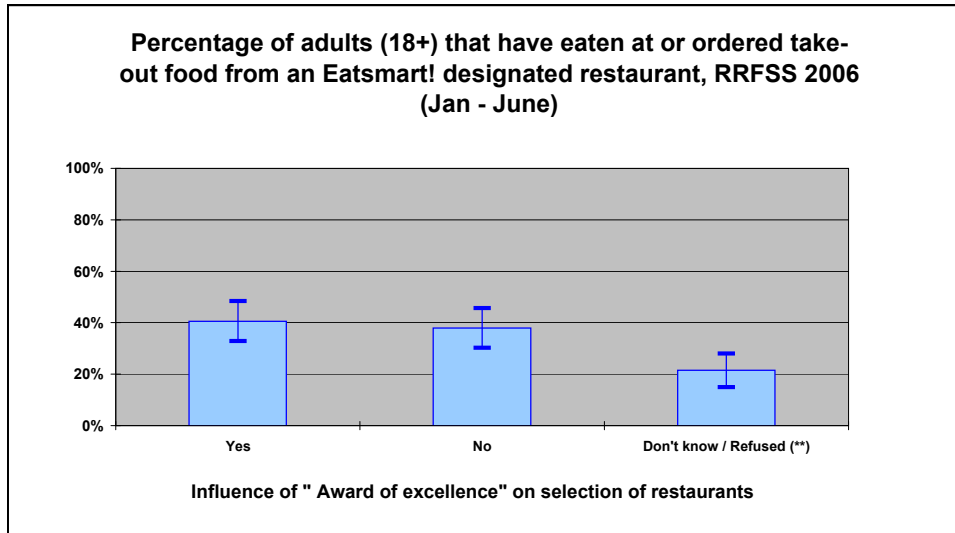 Percentage of adults (18+) that have eaten at or ordered take-
out food from an Eatsmart! designated restaurant, RRFSS 2006
(Jan - June)
100%
80%
60%
40%
20%
0%
Yes No Don't know / Refused (**)
Influence of " Award of excellence" on selection of restaurants